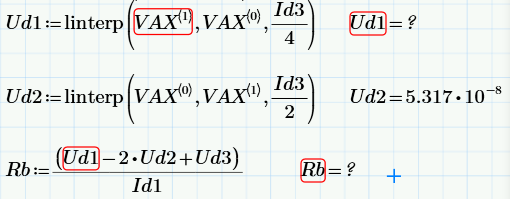 Ud1:=linterp(VAX⟨1⟩,VAX⟨0⟩,Id3/4) Ud1=?
Ud2:=linterp(VAX⟨0⟩,VAX⟨1⟩,Id3/2) Ud2=5.317•10⁻⁸
Rb:=(Ud1−2•Ud2+Ud3)/Id1 Rb=?